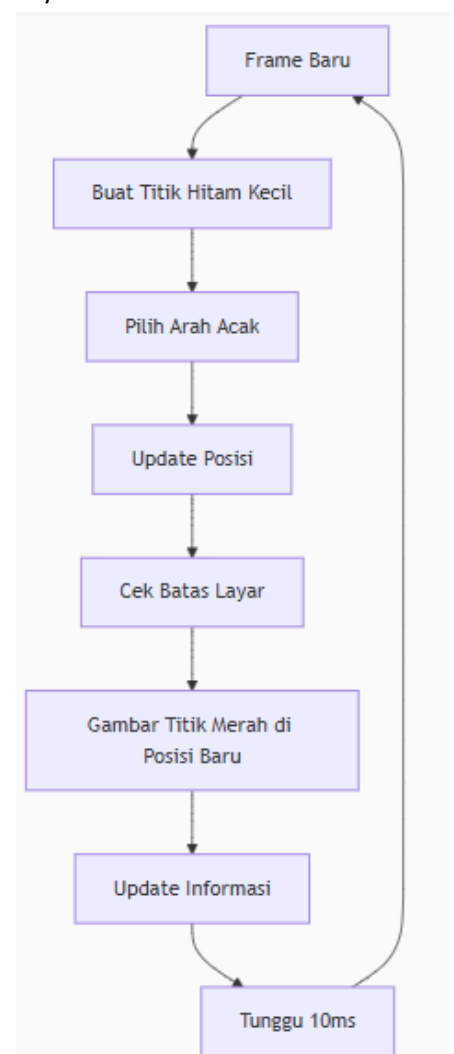 Frame Baru
Buat Titik Hitam Kecil
Pilih Arah Acak
Update Posisi
Cek Batas Layar
Gambar Titik Merah di
Posisi Baru
Update Informasi
Tunggu 10ms